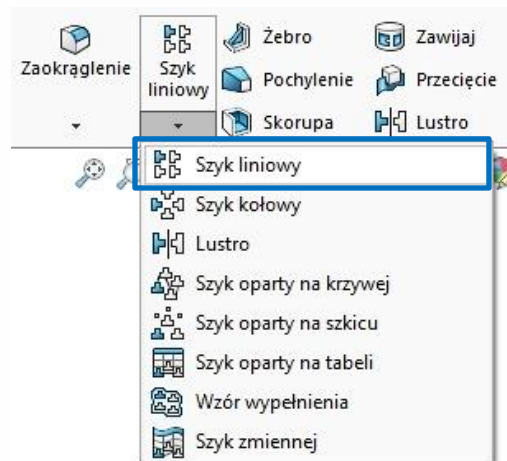 Zaokrąglenie
Szyk
liniowy
Żebro
Zawijaj
Pochylenie
Przecięcie
Skorupa
Lustro
Szyk liniowy
Szyk kołowy
Lustro
Szyk oparty na krzywej
Szyk oparty na szkicu
Szyk oparty na tabeli
Wzór wypełnienia
Szyk zmiennej